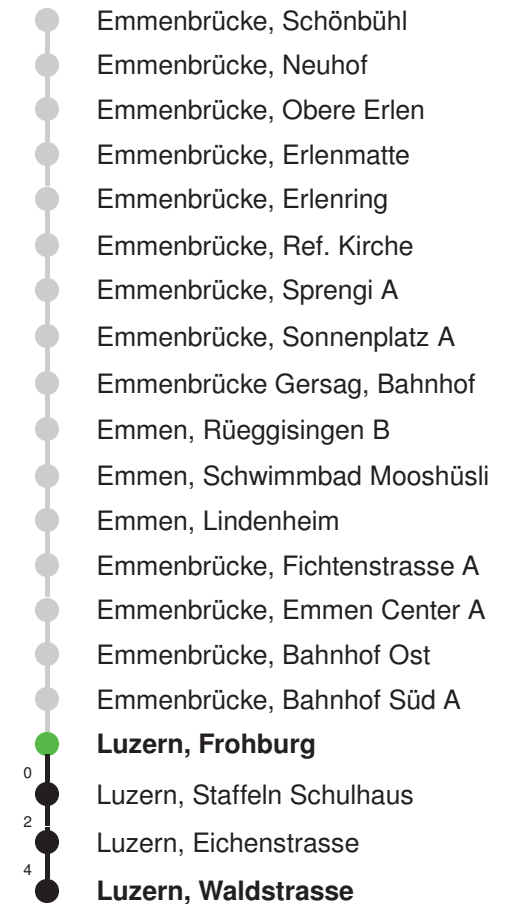 Emmenbrücke, Schönbühl
Emmenbrücke, Neuhof
Emmenbrücke, Obere Erlen
Emmenbrücke, Erlenmatte
Emmenbrücke, Erlenring
Emmenbrücke, Ref. Kirche
Emmenbrücke, Sprengi A
Emmenbrücke, Sonnenplatz A
Emmenbrücke Gersag, Bahnhof
Emmen, Rüeggisingen B
Emmen, Schwimmbad Mooshüsli
Emmen, Lindenheim
Emmenbrücke, Fichtenstrasse A
Emmenbrücke, Emmen Center A
Emmenbrücke, Bahnhof Ost
Emmenbrücke, Bahnhof Süd A
Luzern, Frohburg
0
Luzern, Staffeln Schulhaus
2
Luzern, Eichenstrasse
4
Luzern, Waldstrasse